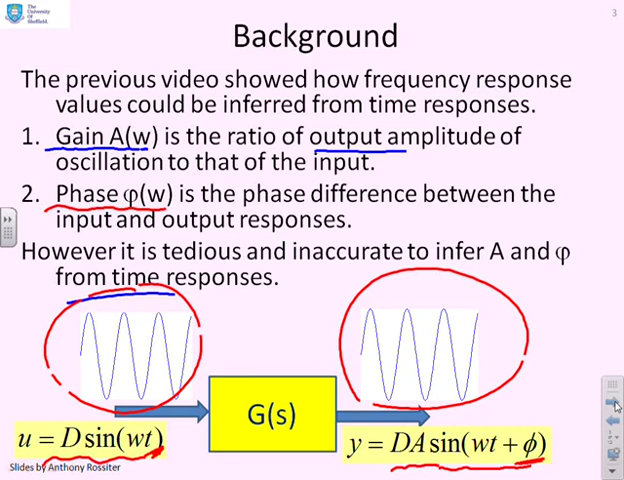 The
University
Of
Sheffield.
3
Background
The previous video showed how frequency response
values could be inferred from time responses.
1. Gain A(w) is the ratio of output amplitude of
oscillation to that of the input.
2. Phase φ(w) is the phase difference between the
input and output responses.
However it is tedious and inaccurate to infer A and φ
from time responses.
G(s)
u = D sin(wt)
y = DA sin(wt + ϕ)
Slides by Anthony Rossiter